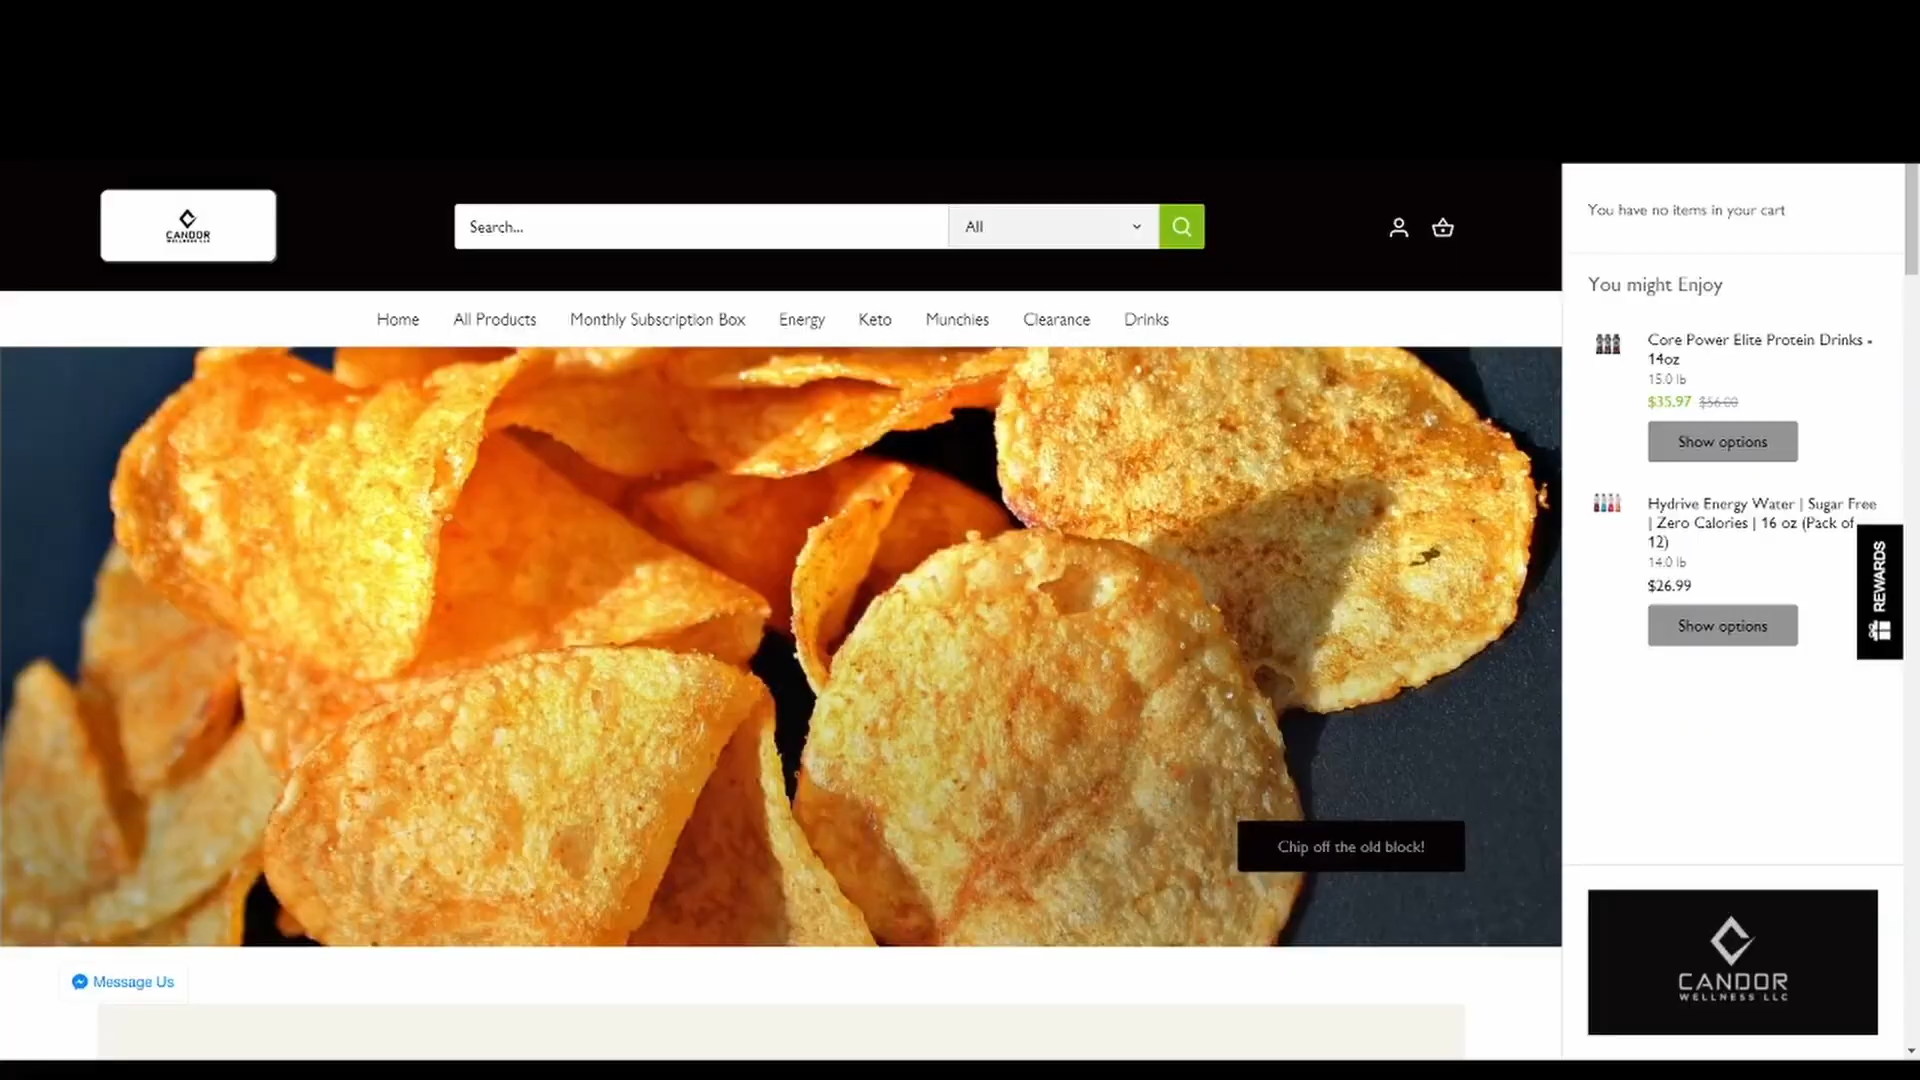 CANDOR
WELLNESS LLC
Search...
All
You have no items in your cart
You might Enjoy
Home
All Products
Monthly Subscription Box
Energy
Keto
Munchies
Clearance
Drinks
Core Power Elite Protein Drinks -
14oz
15.0 lb
$35.97 $56.00
Show options
Hydrive Energy Water | Sugar Free
| Zero Calories | 16 oz (Pack of
12)
14.0 lb
$26.99
Show options
REWARDS
Chip off the old block!
Message Us
CANDOR
WELLNESS LLC